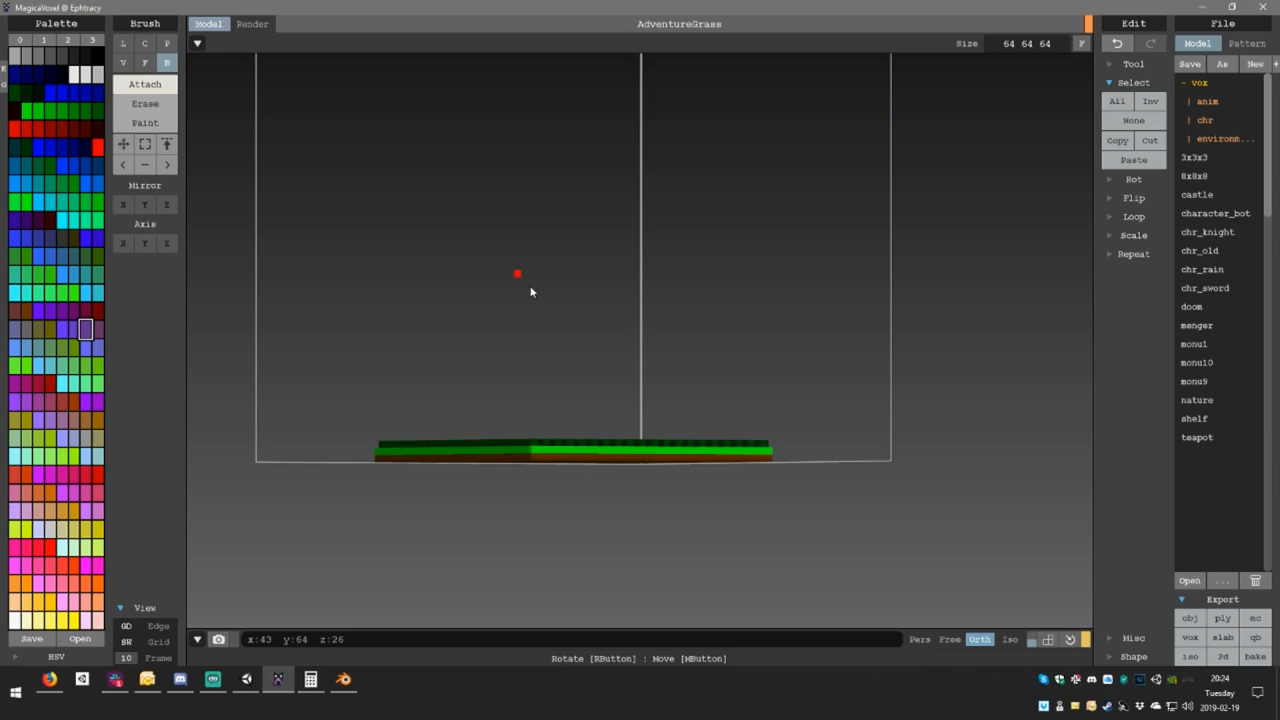 MagicaVoxel @ Ephtracy
Palette
Brush
Model
Render
AdventureGrass
Edit
File
0 1 2 3
L C P
V F B
Size 64 64 64 F
Model
Pattern
Attach
Erase
Paint
Mirror
X Y Z
Axis
X Y Z
Tool
Select
All Inv
None
Copy Cut
Paste
Rot
Flip
Loop
Scale
Repeat
Save As New +
- vox
| anim
| chr
| environm...
3x3x3
8x8x8
castle
character_bot
chr_knight
chr_old
chr_rain
chr_sword
doom
menger
monu1
monu10
monu9
nature
shelf
teapot
Open ...
Export
obj ply mc
vox slab qb
iso 2d bake
View
GD Edge
SW Grid
10 Frame
Save Open
HSV
x:43 y:64 z:26
Pers Free Orth Iso
Misc
Shape
Rotate [RButton] : Move [MButton]
20:24
Tuesday
2019-02-19